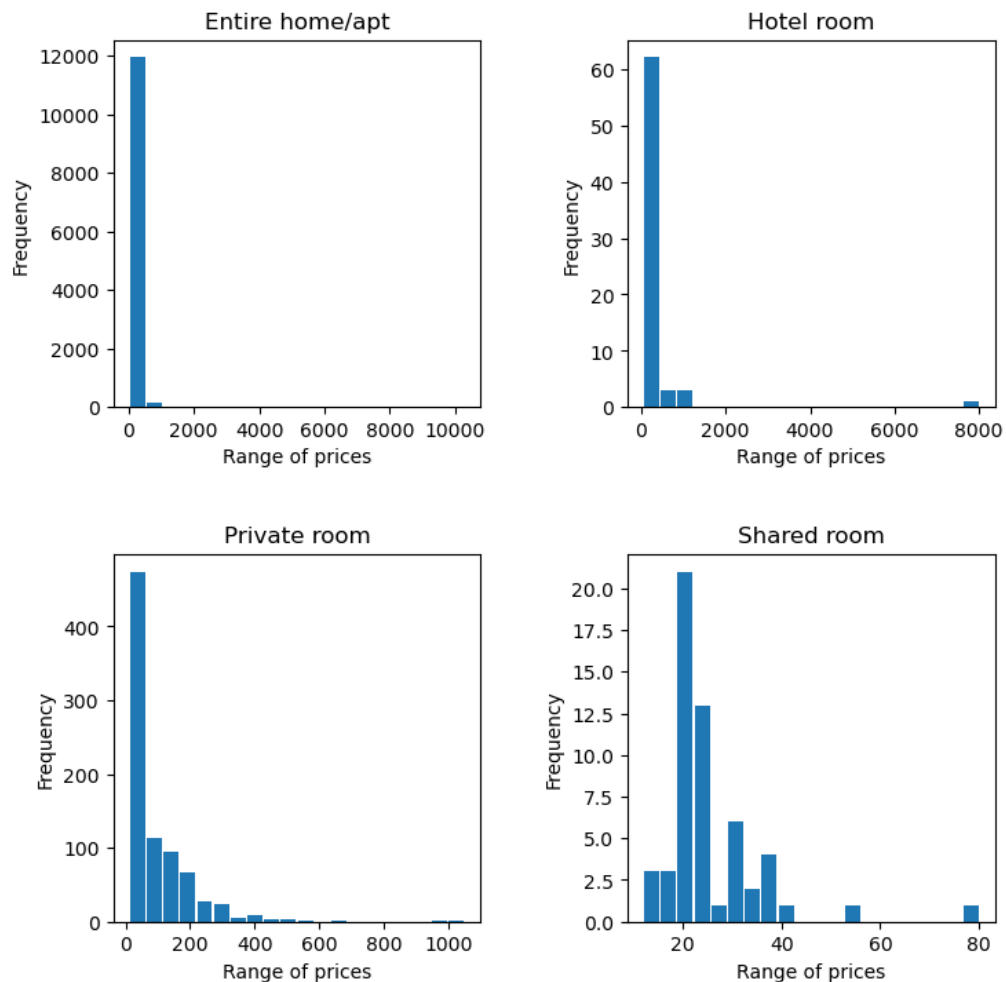 Entire home/apt
12000
10000
8000
6000
4000
2000
0
Frequency
0 2000 4000 6000 8000 10000
Range of prices
Hotel room
60
50
40
30
20
10
0
Frequency
0 2000 4000 6000 8000
Range of prices
Private room
400
300
200
100
0
Frequency
0 200 400 600 800 1000
Range of prices
Shared room
20.0
17.5
15.0
12.5
10.0
7.5
5.0
2.5
0.0
Frequency
20 40 60 80
Range of prices